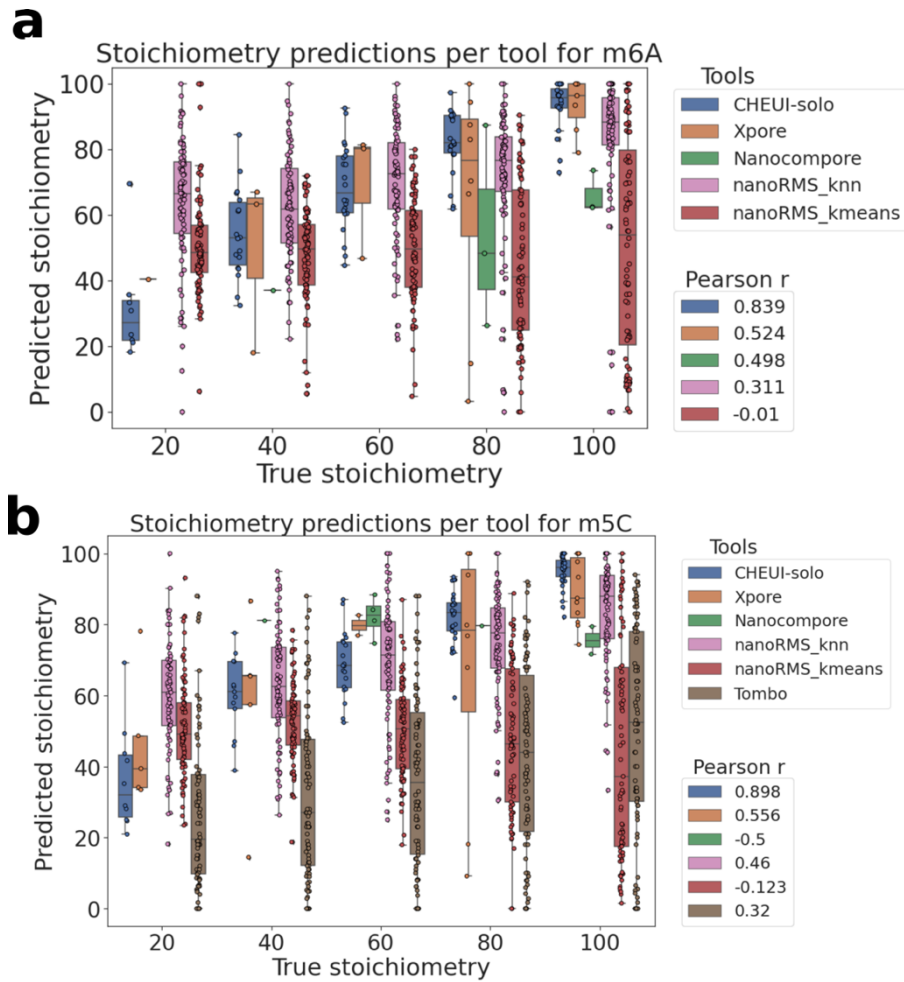 a
Stoichiometry predictions per tool for m6A
Predicted stoichiometry
100
80
60
40
20
0
20 40 60 80 100
True stoichiometry
Tools
CHEUI-solo
Xpore
Nanocompore
nanoRMS_knn
nanoRMS_kmeans
Pearson r
0.839
0.524
0.498
0.311
-0.01
b
Stoichiometry predictions per tool for m5C
Predicted stoichiometry
100
80
60
40
20
0
20 40 60 80 100
True stoichiometry
Tools
CHEUI-solo
Xpore
Nanocompore
nanoRMS_knn
nanoRMS_kmeans
Tombo
Pearson r
0.898
0.556
-0.5
0.46
-0.123
0.32